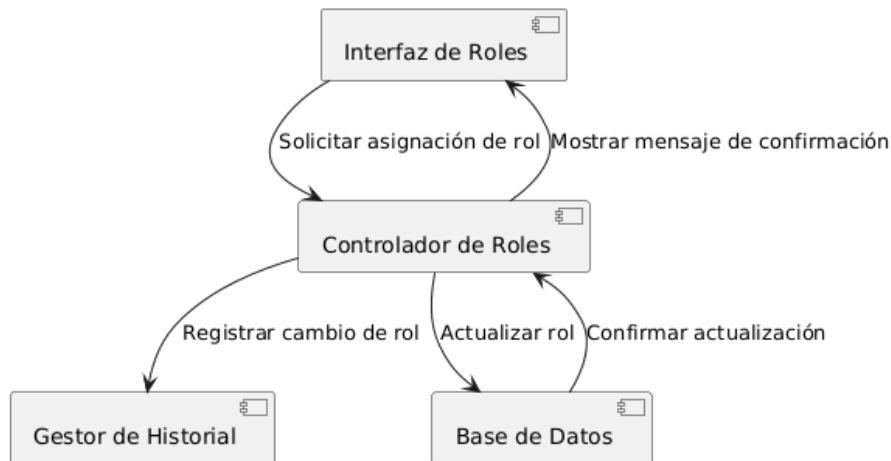 Interfaz de Roles
Solicitar asignación de rol
Mostrar mensaje de confirmación
Controlador de Roles
Registrar cambio de rol
Actualizar rol
Confirmar actualización
Gestor de Historial
Base de Datos